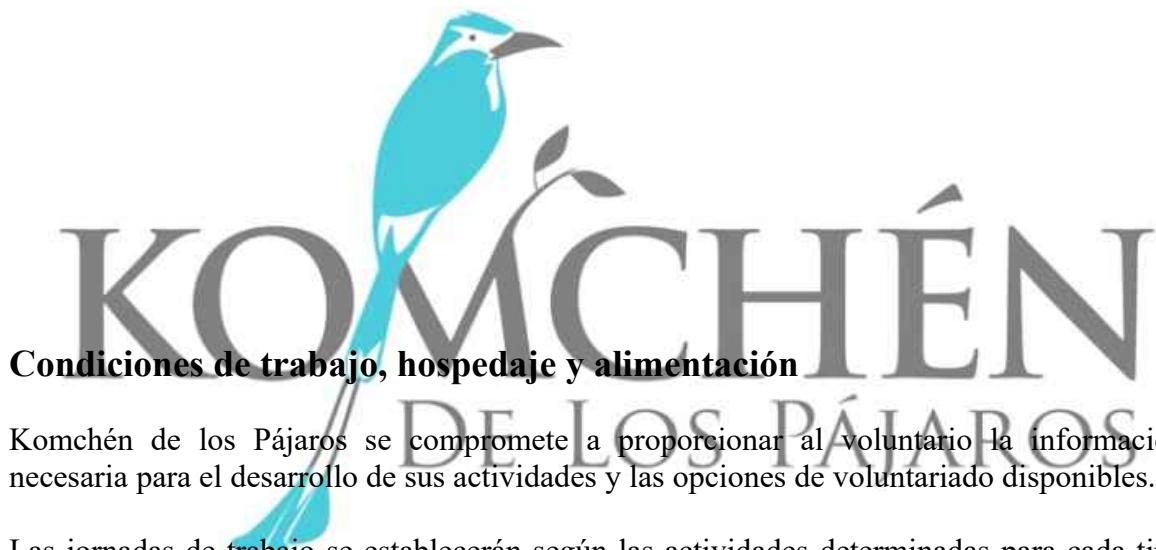 KOMCHÉN
Condiciones de trabajo, hospedaje y alimentación
DE LOS PÁJAROS
Komchén de los Pájaros se compromete a proporcionar al voluntario la
necesaria para el desarrollo de sus actividades y las opciones de voluntariado disponibles.
Las jornadas de trabajo se establecerán según las actividades determinadas para cada